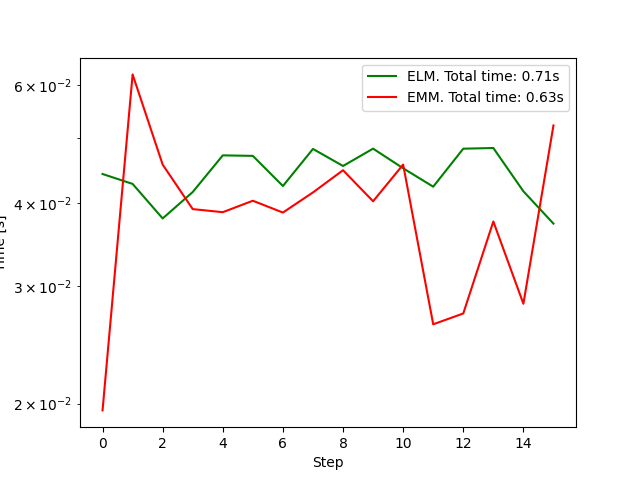 ELM. Total time: 0.71s
EMM. Total time: 0.63s
6 × 10⁻²
4 × 10⁻²
3 × 10⁻²
2 × 10⁻²
Time [s]
0 2 4 6 8 10 12 14
Step